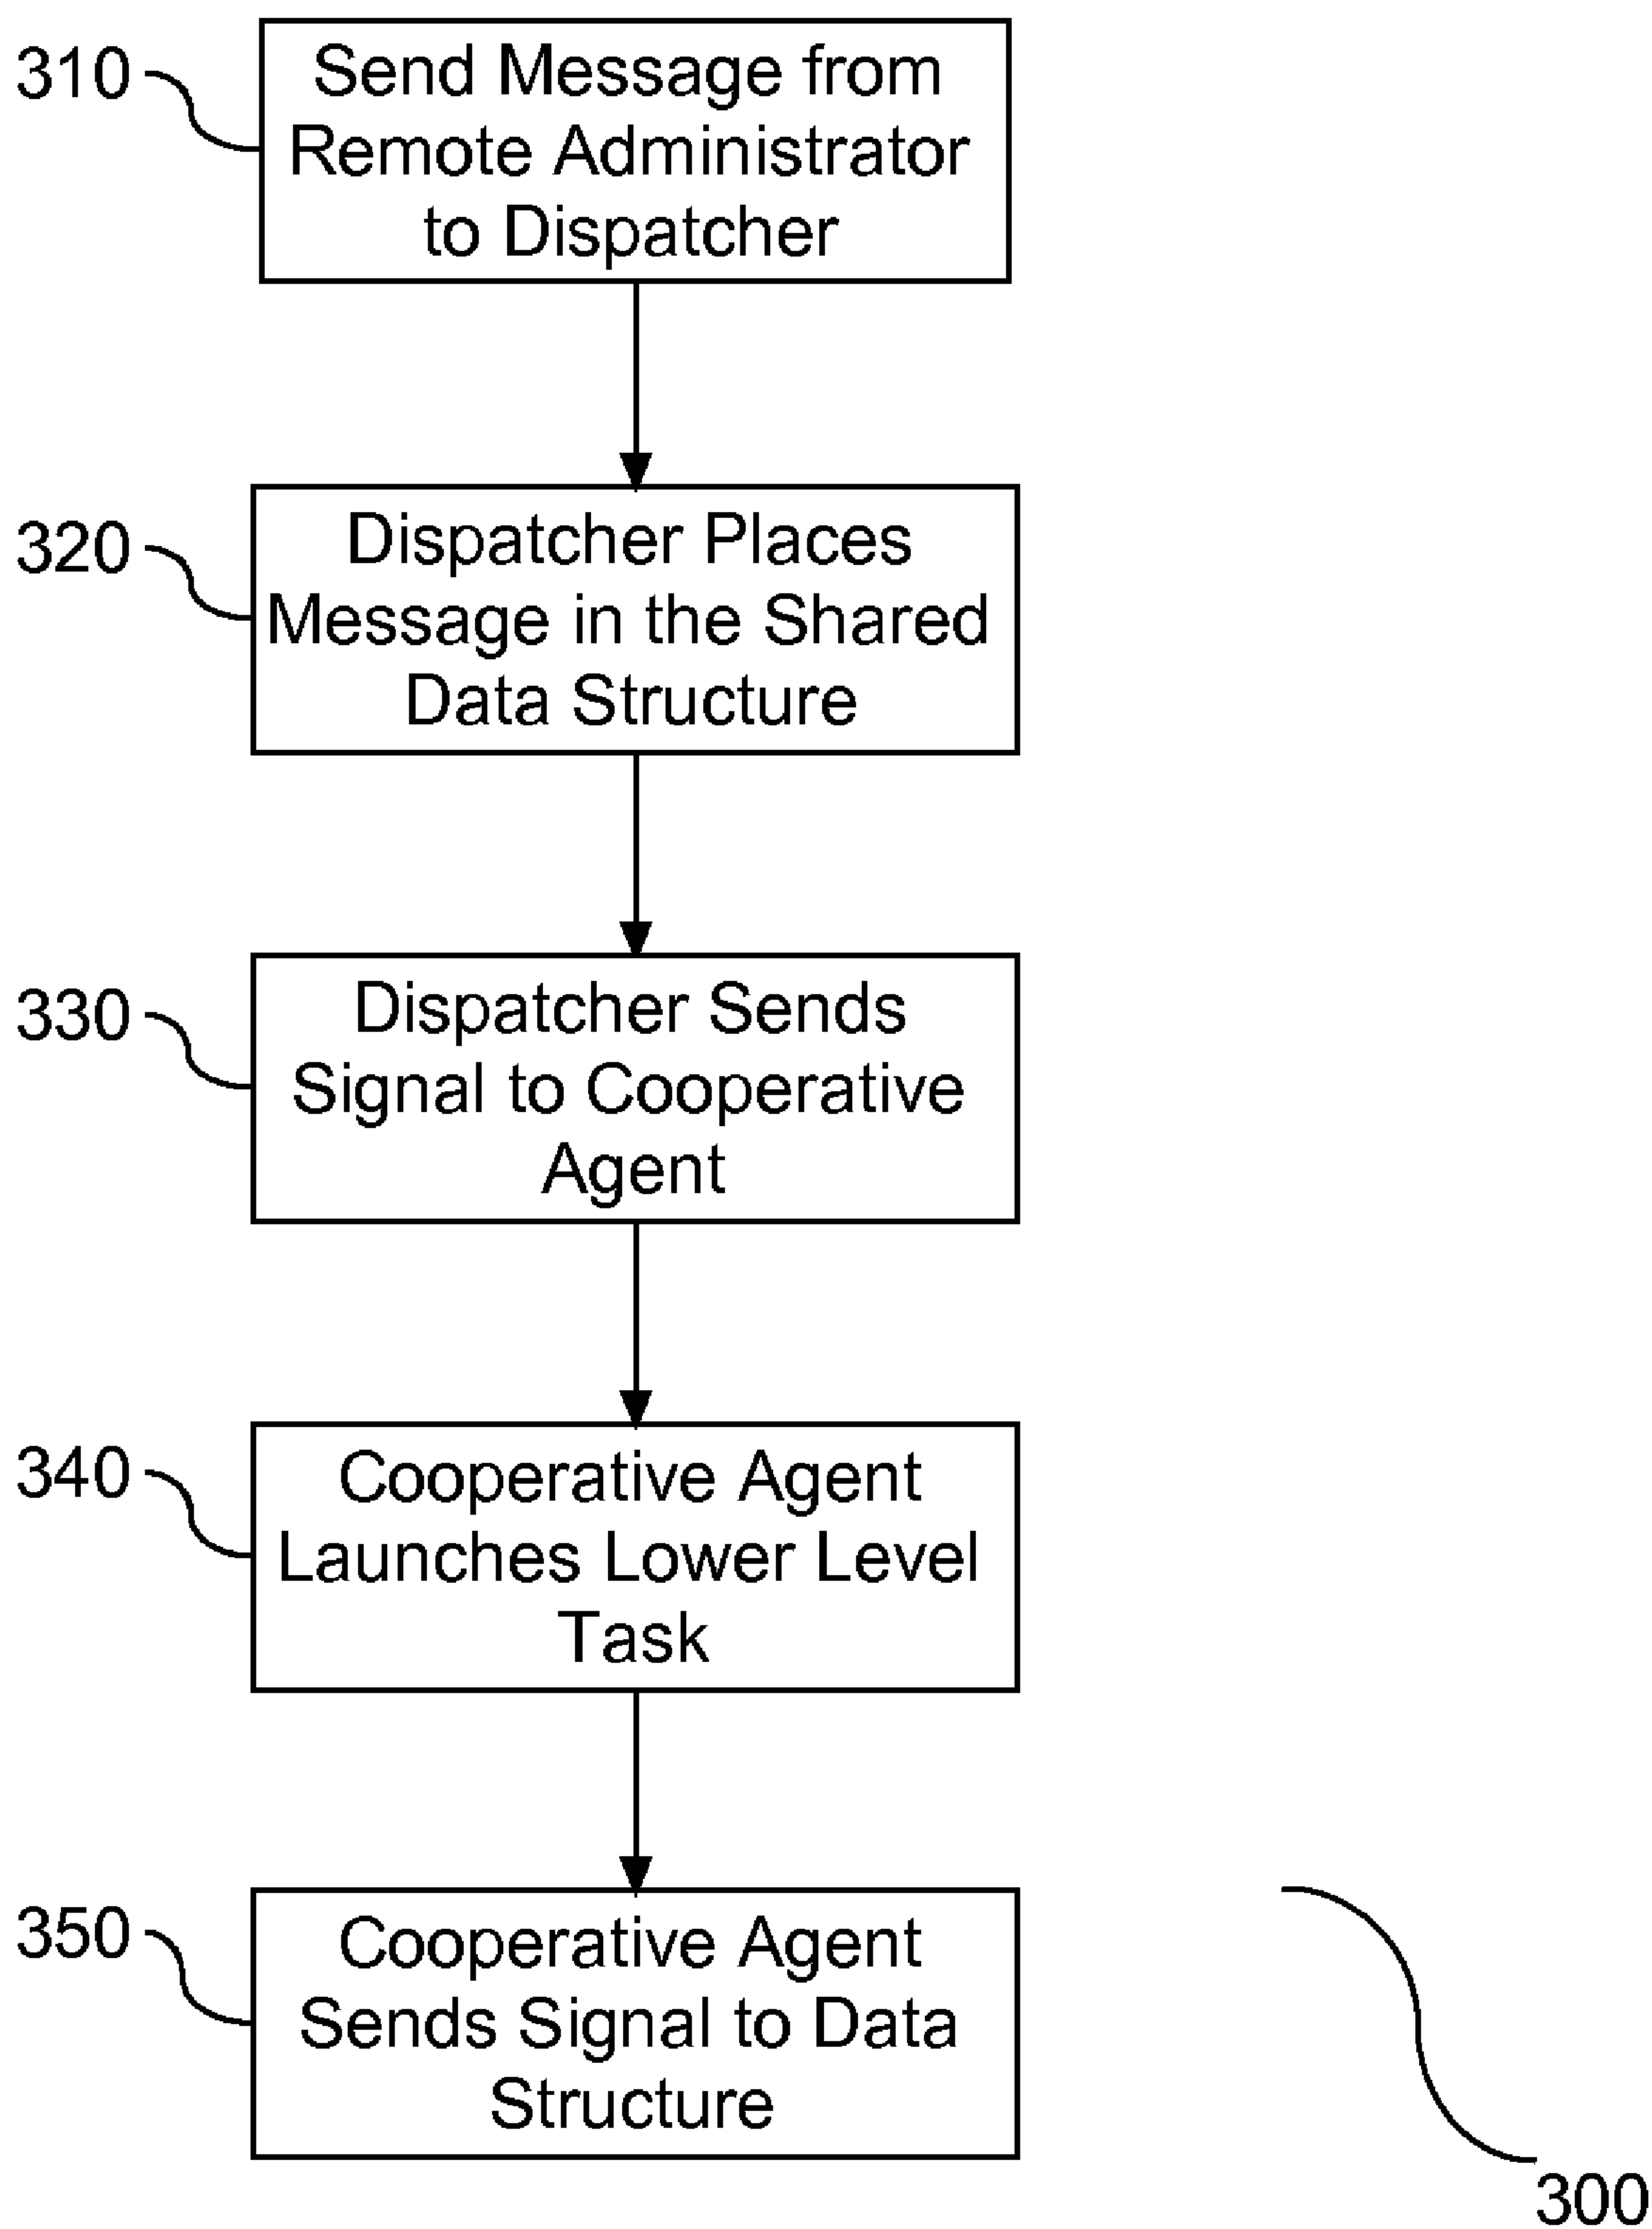 310
Send Message from
Remote Administrator
to Dispatcher
320
Dispatcher Places
Message in the Shared
Data Structure
330
Dispatcher Sends
Signal to Cooperative
Agent
340
Cooperative Agent
Launches Lower Level
Task
350
Cooperative Agent
Sends Signal to Data
Structure
300